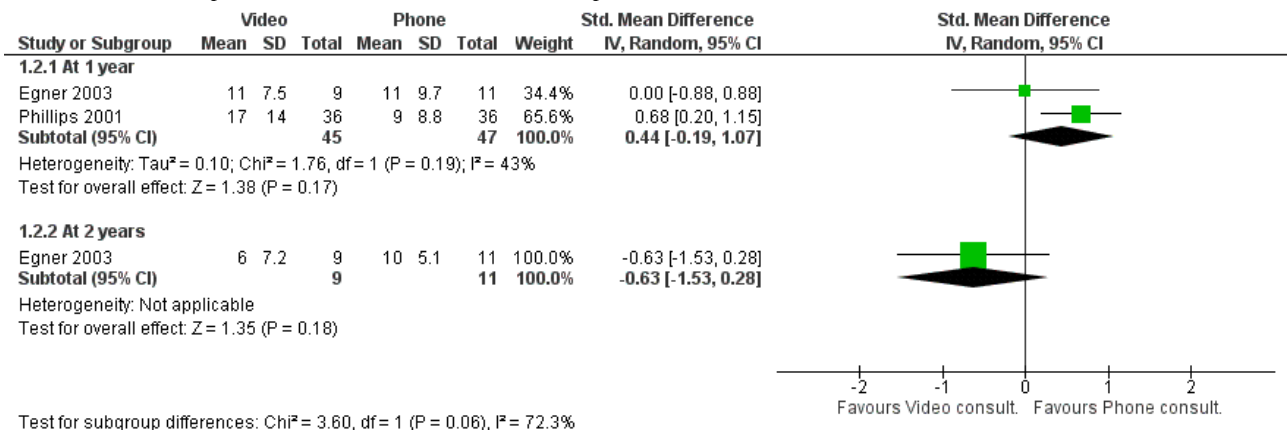 Video Phone Std. Mean Difference Std. Mean Difference
Study or Subgroup Mean SD Total Mean SD Total Weight IV, Random, 95% CI IV, Random, 95% CI
1.2.1 At 1 year
Egner 2003 11 7.5 9 11 9.7 11 34.4% 0.00 [-0.88, 0.88]
Phillips 2001 17 14 36 9 8.8 36 65.6% 0.68 [0.20, 1.15]
Subtotal (95% CI) 45 47 100.0% 0.44 [-0.19, 1.07]
Heterogeneity: Tau² = 0.10; Chi² = 1.76, df = 1 (P = 0.19); I² = 43%
Test for overall effect: Z = 1.38 (P = 0.17)
1.2.2 At 2 years
Egner 2003 6 7.2 9 10 5.1 11 100.0% -0.63 [-1.53, 0.28]
Subtotal (95% CI) 9 11 100.0% -0.63 [-1.53, 0.28]
Heterogeneity: Not applicable
Test for overall effect: Z = 1.35 (P = 0.18)
-2 -1 0 1 2
Favours Video consult. Favours Phone consult.
Test for subgroup differences: Chi² = 3.60, df = 1 (P = 0.06), I² = 72.3%